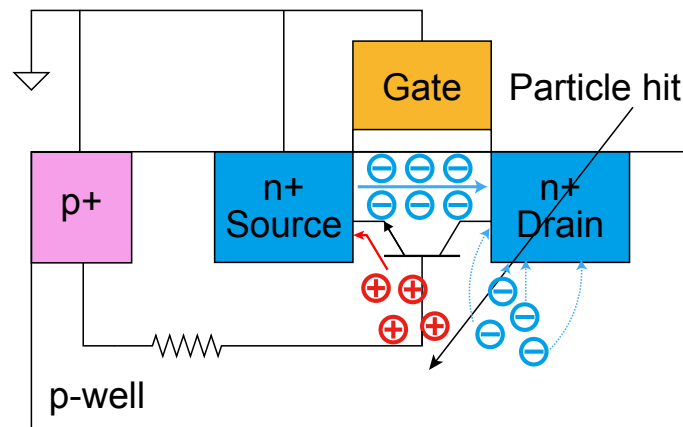 Gate
Particle hit
p+
n+
Source
n+
Drain
p-well